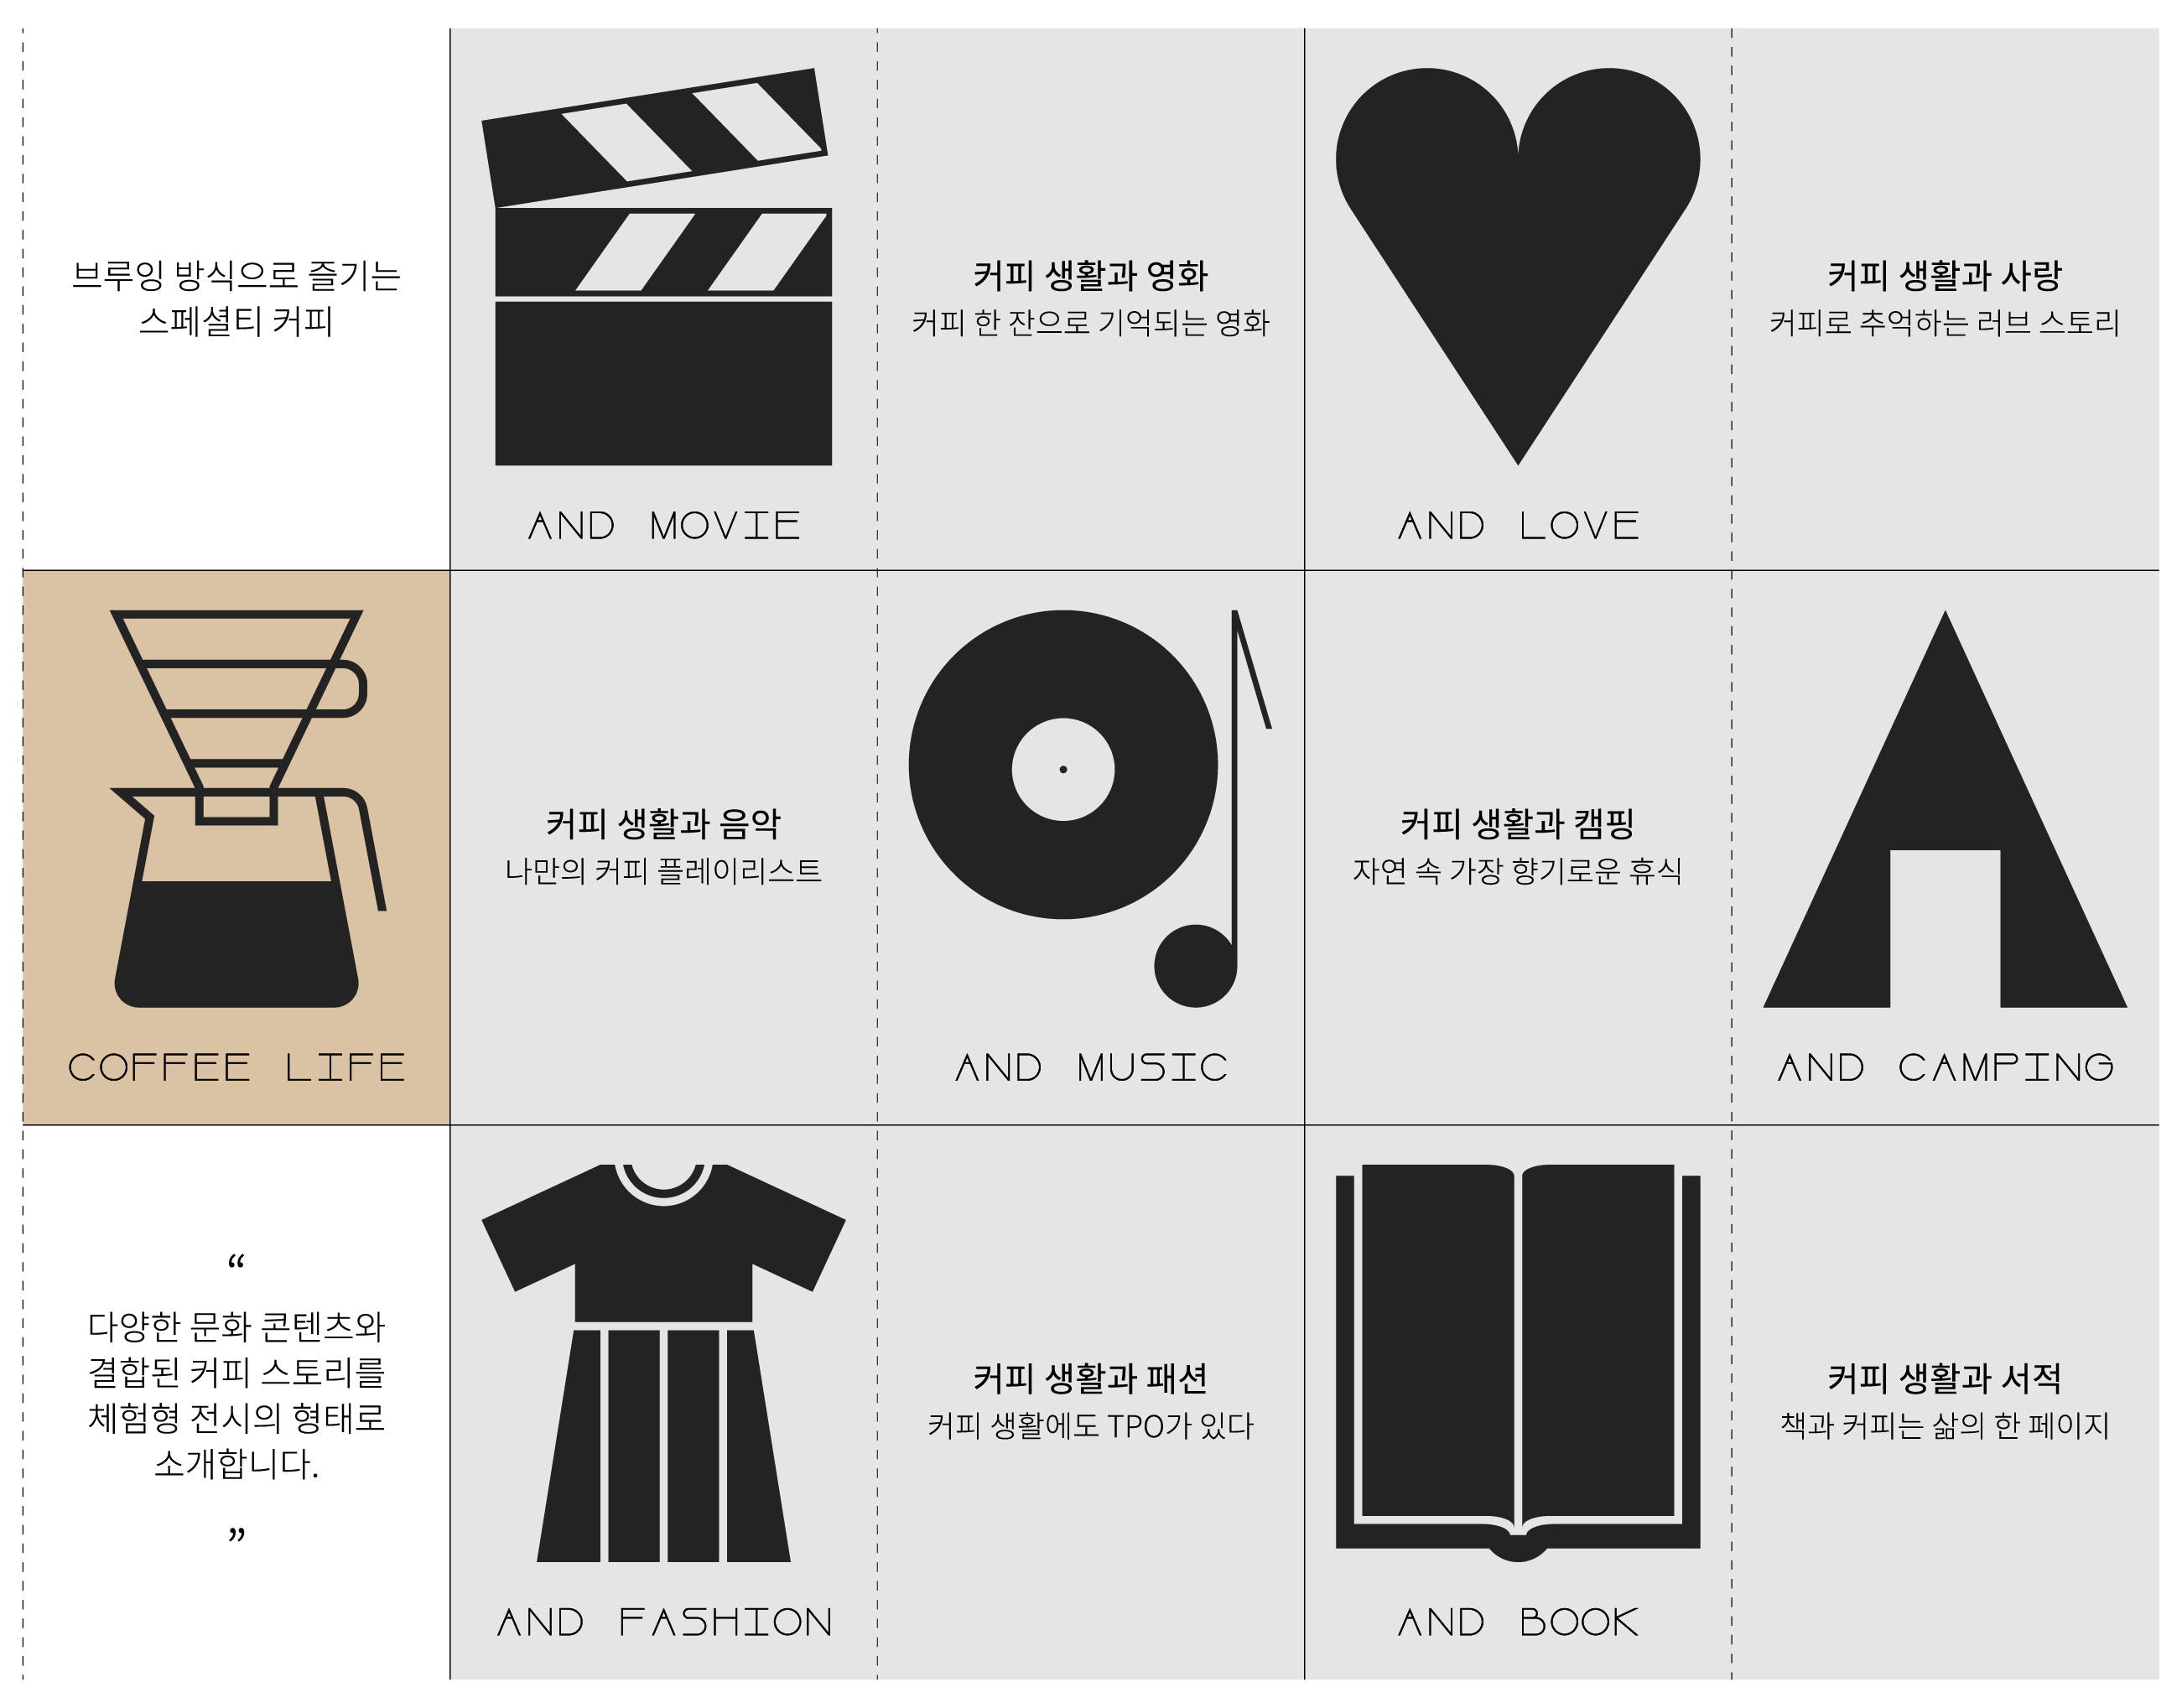 브루잉 방식으로 즐기는
스페셜티 커피
AND MOVIE
커피 생활과 영화
커피 한 잔으로 기억되는 영화
AND LOVE
커피 생활과 사랑
커피로 추억하는 러브 스토리
COFFEE LIFE
커피 생활과 음악
나만의 커피 플레이리스트
AND MUSIC
커피 생활과 캠핑
자연 속 가장 향기로운 휴식
AND CAMPING
“
다양한 문화 콘텐츠와
결합된 커피 스토리를
체험형 전시의 형태로
소개합니다.
”
AND FASHION
커피 생활과 패션
커피 생활에도 TPO가 있다
AND BOOK
커피 생활과 서적
책과 커피는 삶의 한 페이지